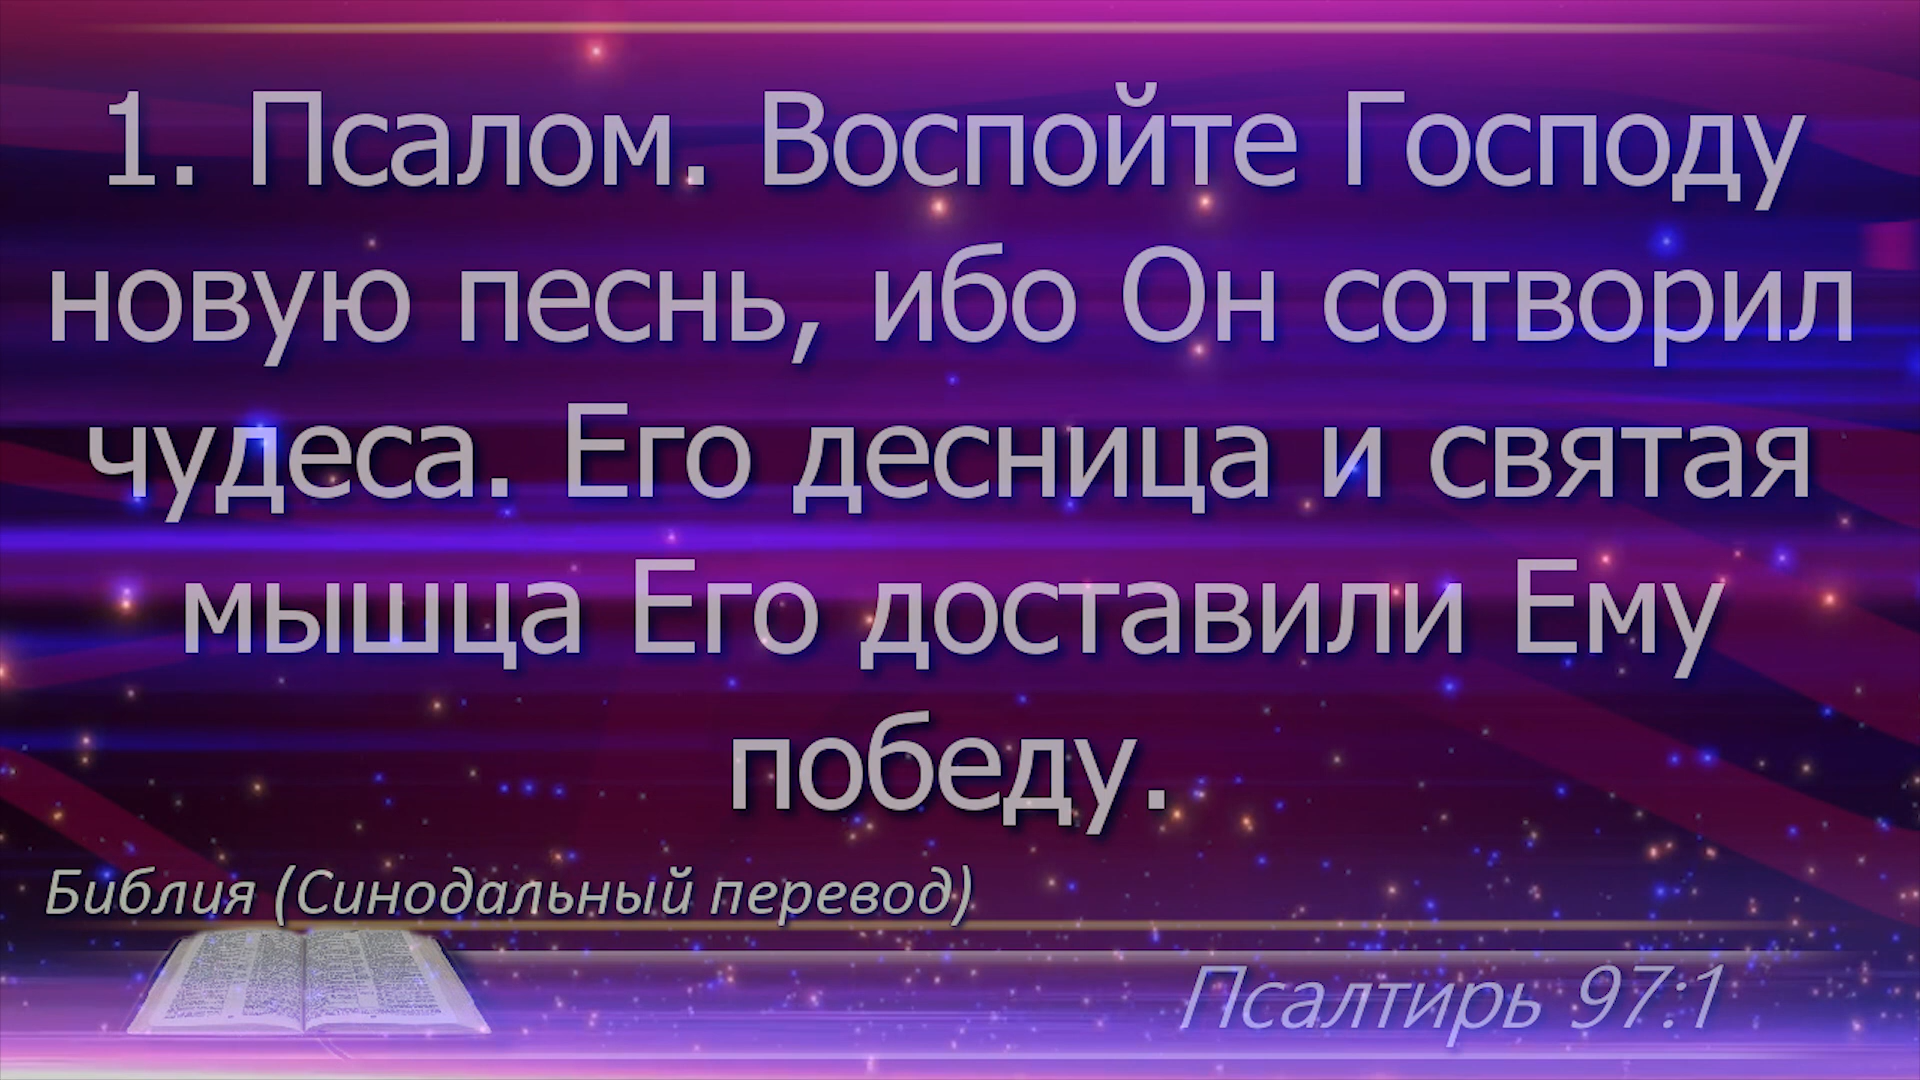 1. Псалом. Воспойте Господу
новую песнь, ибо Он сотворил
чудеса. Его десница и святая
мышца Его доставили Ему
победу.
Библия (Синодальный перевод)
Псалтирь 97:1